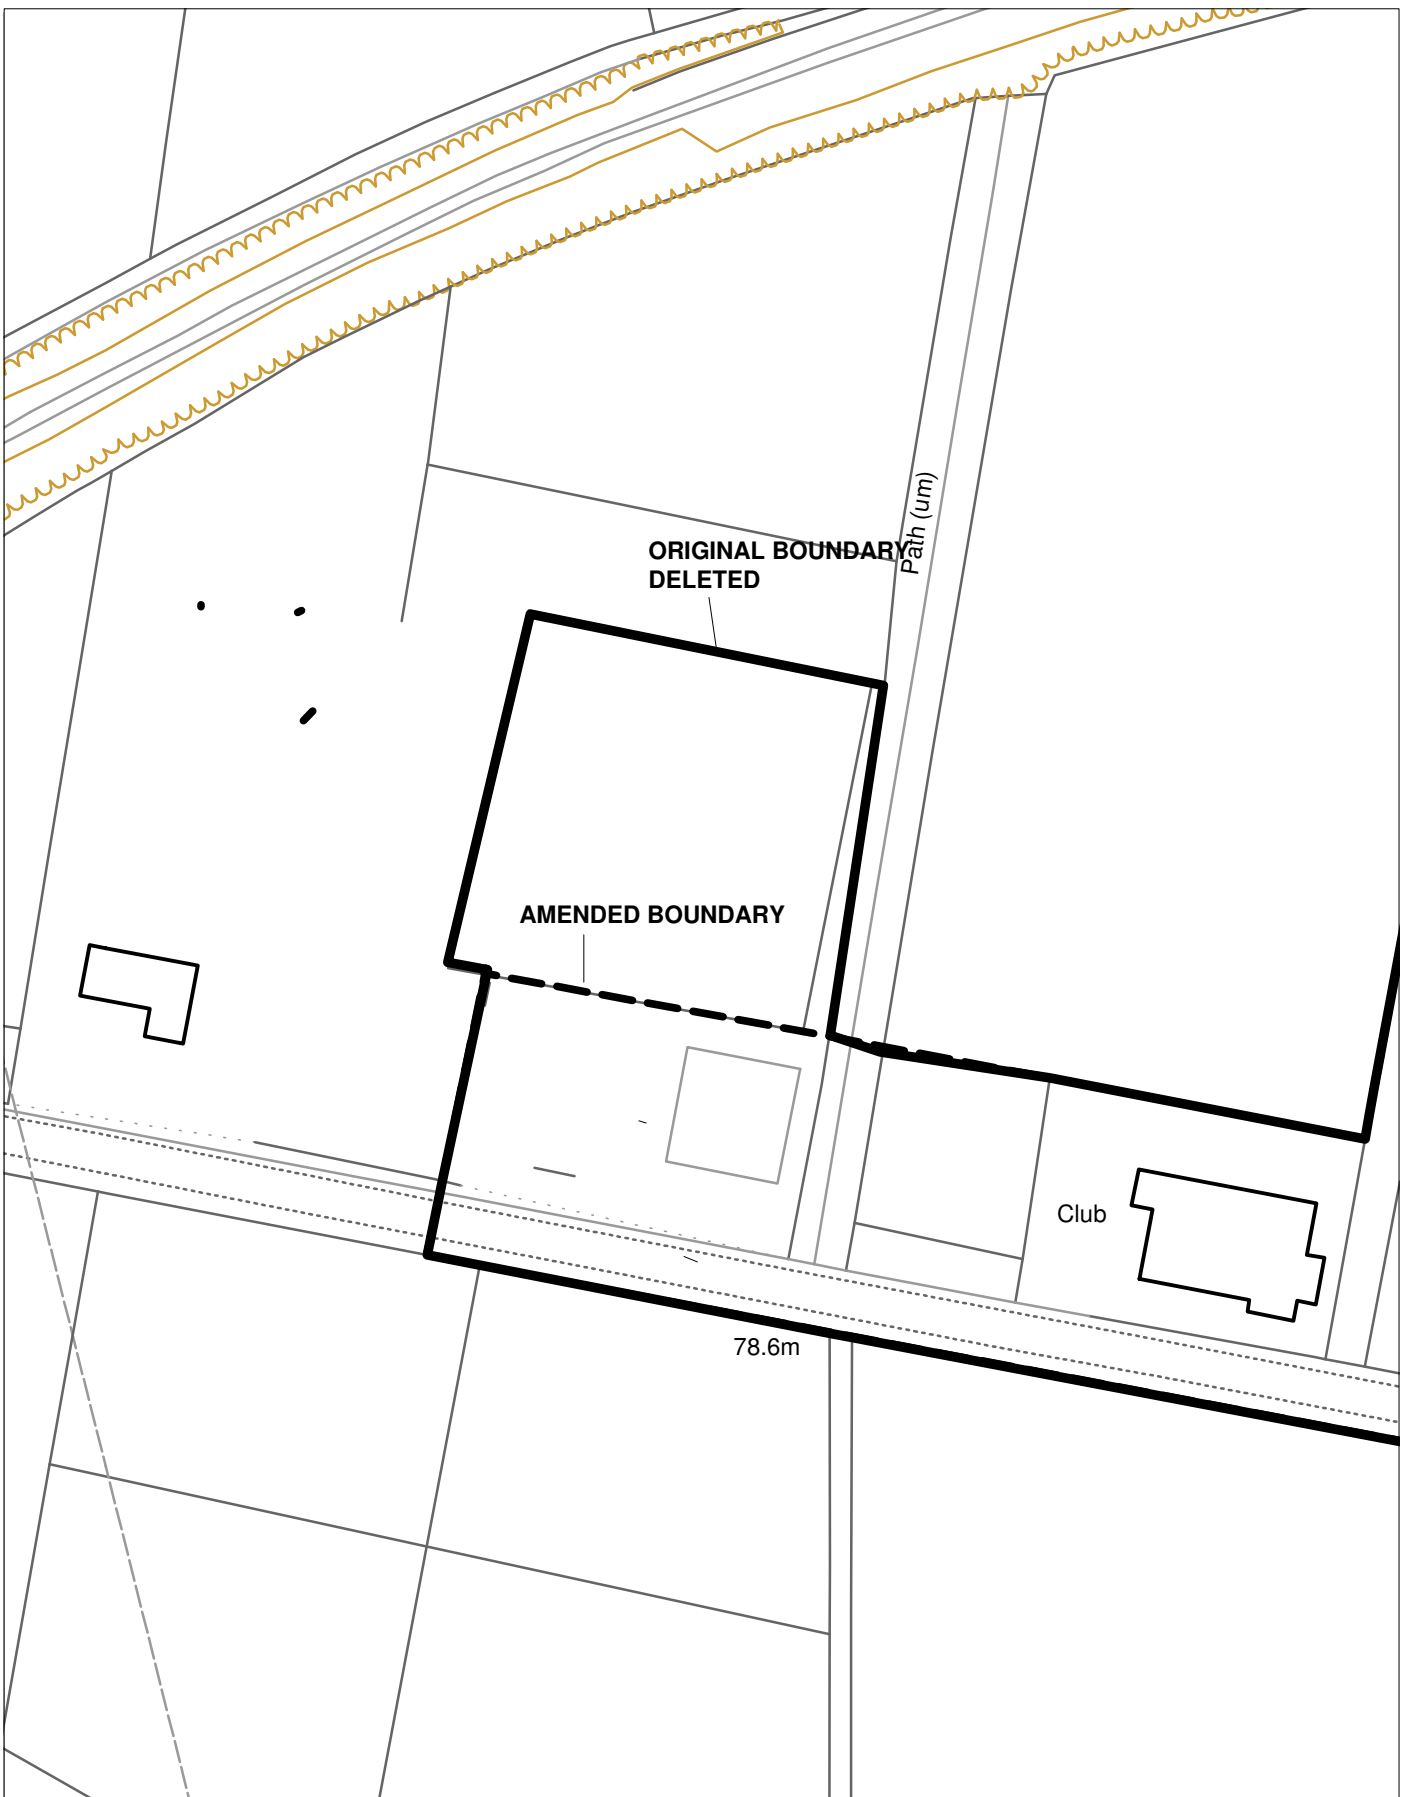 Path (um)
ORIGINAL BOUNDARY
DELETED
AMENDED BOUNDARY
Club
78.6m